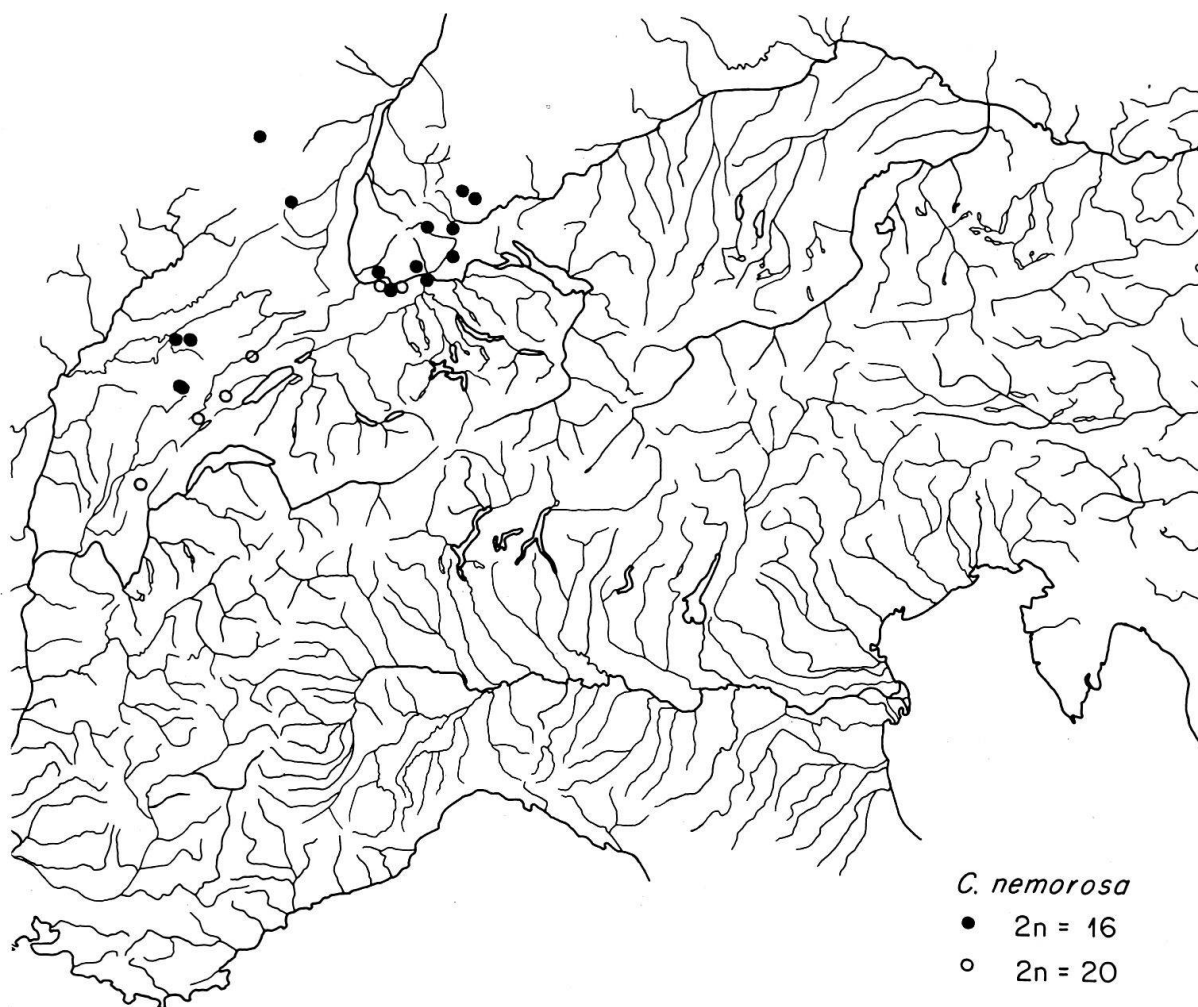 C. nemorosa
● 2n = 16
○ 2n = 20